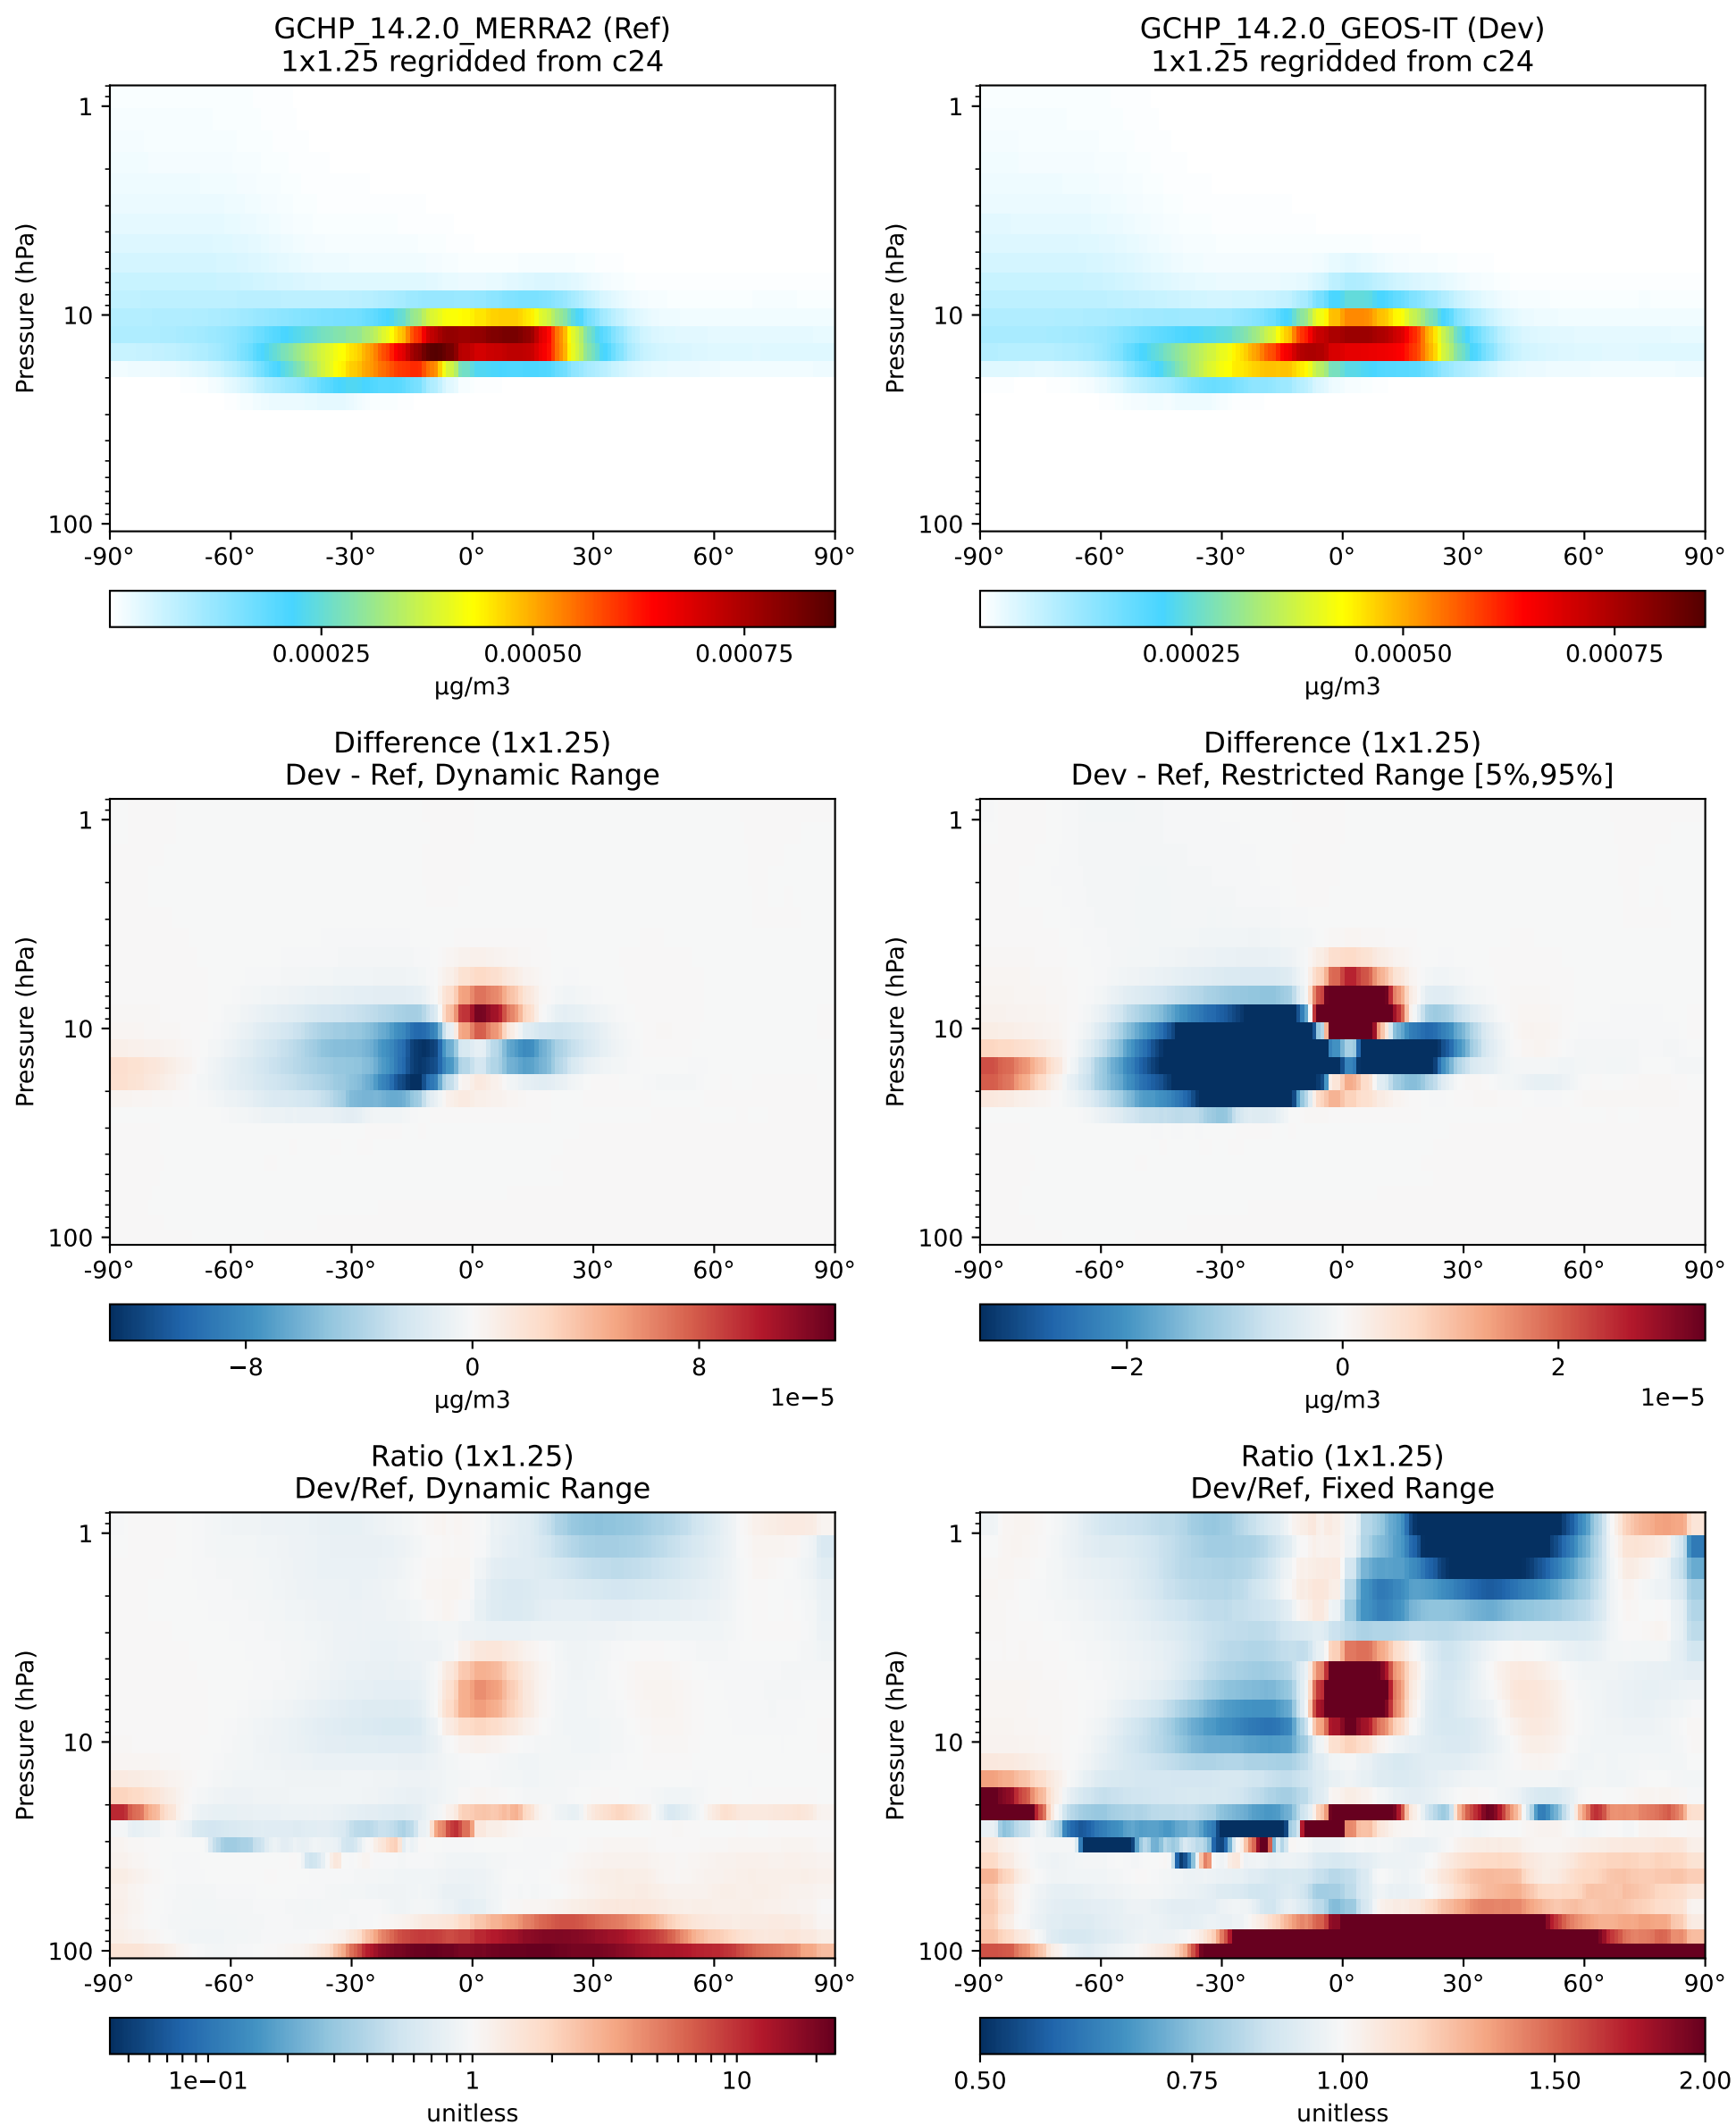 GCHP_14.2.0_MERRA2 (Ref)
1x1.25 regridded from c24
GCHP_14.2.0_GEOS-IT (Dev)
1x1.25 regridded from c24
Pressure (hPa)
1
10
100
-90° -60° -30° 0° 30° 60° 90°
0.00025 0.00050 0.00075
µg/m3
Pressure (hPa)
1
10
100
-90° -60° -30° 0° 30° 60° 90°
0.00025 0.00050 0.00075
µg/m3
Difference (1x1.25)
Dev - Ref, Dynamic Range
Difference (1x1.25)
Dev - Ref, Restricted Range [5%,95%]
Pressure (hPa)
1
10
100
-90° -60° -30° 0° 30° 60° 90°
−8 0 8
1e−5
µg/m3
Pressure (hPa)
1
10
100
-90° -60° -30° 0° 30° 60° 90°
−2 0 2
1e−5
µg/m3
Ratio (1x1.25)
Dev/Ref, Dynamic Range
Ratio (1x1.25)
Dev/Ref, Fixed Range
Pressure (hPa)
1
10
100
-90° -60° -30° 0° 30° 60° 90°
1e−01 1 10
unitless
Pressure (hPa)
1
10
100
-90° -60° -30° 0° 30° 60° 90°
0.50 0.75 1.00 1.50 2.00
unitless